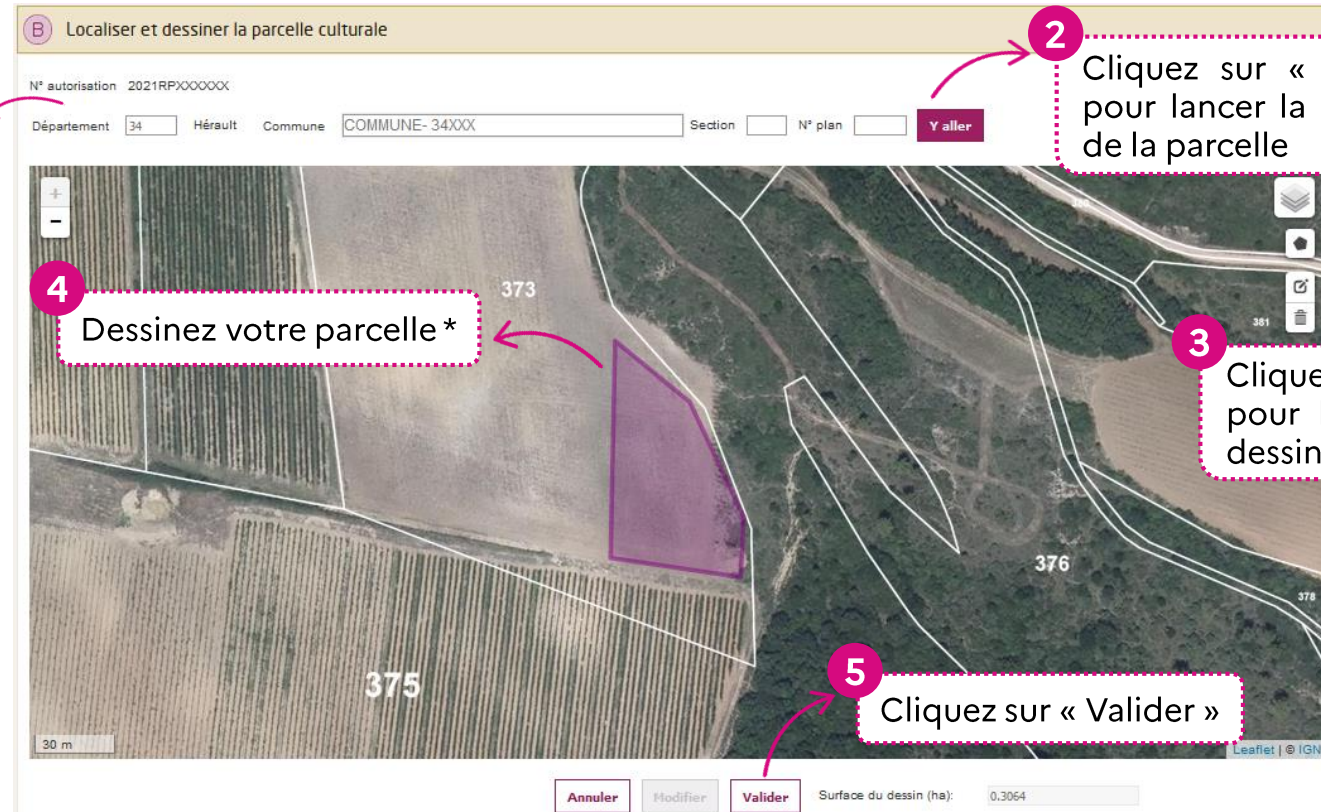 B Localiser et dessiner la parcelle culturale
N° autorisation 2021RPXXXXXX
Département 34 Hérault Commune COMMUNE- 34XXX Section N° plan Y aller
2
Cliquez sur «
pour lancer la
de la parcelle
+
-
380
373
4
Dessinez votre parcelle *
381
3
Clique
pour
dessin
376
378
375
5
Cliquez sur « Valider »
30 m
Leaflet | © IGN
Annuler Modifier Valider Surface du dessin (ha): 0.3064